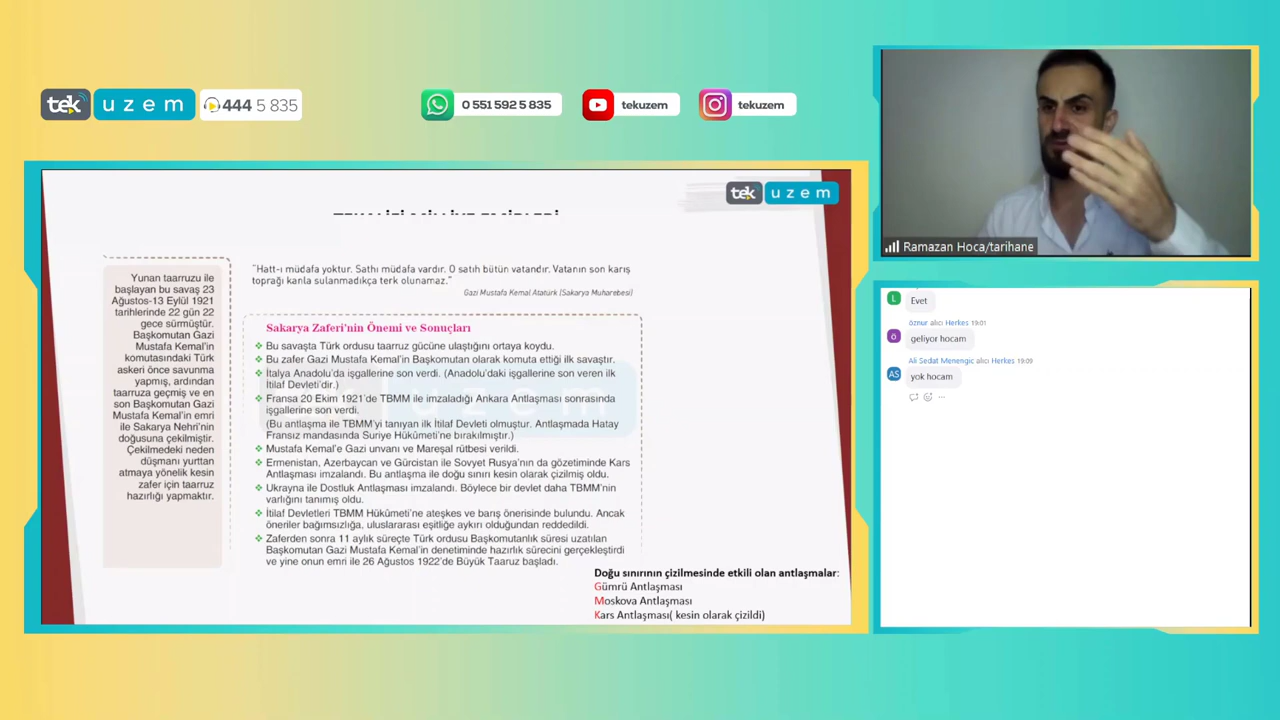 tek uzem 444 5 835
0 551 592 5 835
tekuzem
tekuzem
tek uzem
Yunan taarruzu ile
başlayan bu savaş 23
Ağustos-13 Eylül 1921
tarihlerinde 22 gün 22
gece sürmüştür.
Başkomutan Gazi
Mustafa Kemal'in
komutasındaki Türk
askeri önce savunma
yapmış, ardından
taarruza geçmiş ve en
son Başkomutan Gazi
Mustafa Kemal'in emri
ile Sakarya Nehri'nin
doğusuna çekilmiştir.
Çekilmedeki neden
düşmanı yurttan
atmaya yönelik kesin
zafer için taarruz
hazırlığı yapmaktır.
"Hatt-ı müdafa yoktur. Sathı müdafa vardır. O satıh bütün vatandır. Vatanın son karış
toprağı kanla sulanmadıkça terk olunamaz."
Gazi Mustafa Kemal Atatürk (Sakarya Muharebesi)
Sakarya Zaferi'nin Önemi ve Sonuçları
Bu savaşta Türk ordusu taarruz gücüne ulaştığını ortaya koydu.
Bu zafer Gazi Mustafa Kemal'in Başkomutan olarak komuta ettiği ilk savaştır.
İtalya Anadolu'da işgallerine son verdi. (Anadolu'daki işgallerine son veren ilk
İtilaf Devleti'dir.)
Fransa 20 Ekim 1921'de TBMM ile imzaladığı Ankara Antlaşması sonrasında
işgallerine son verdi.
(Bu antlaşma ile TBMM'yi tanıyan ilk İtilaf Devleti olmuştur. Antlaşmada Hatay
Fransız mandasında Suriye Hükûmeti'ne bırakılmıştır.)
Mustafa Kemal'e Gazi unvanı ve Mareşal rütbesi verildi.
Ermenistan, Azerbaycan ve Gürcistan ile Sovyet Rusya'nın da gözetiminde Kars
Antlaşması imzalandı. Bu antlaşma ile doğu sınırı kesin olarak çizilmiş oldu.
Ukrayna ile Dostluk Antlaşması imzalandı. Böylece bir devlet daha TBMM'nin
varlığını tanımış oldu.
İtilaf Devletleri TBMM Hükûmeti'ne ateşkes ve barış önerisinde bulundu. Ancak
öneriler bağımsızlığa, uluslararası eşitliğe aykırı olduğundan reddedildi.
Zaferden sonra 11 aylık süreçte Türk ordusu Başkomutanlık süresi uzatılan
Başkomutan Gazi Mustafa Kemal'in denetiminde hazırlık sürecini gerçekleştirdi
ve yine onun emri ile 26 Ağustos 1922'de Büyük Taaruz başladı.
Doğu sınırının çizilmesinde etkili olan antlaşmalar:
Gümrü Antlaşması
Moskova Antlaşması
Kars Antlaşması( kesin olarak çizildi)
Ramazan Hoca/tarihane
L Evet
öznur alıcı Herkes 19:01
ö geliyor hocam
Ali Sedat Menengic alıcı Herkes 19:09
AS yok hocam